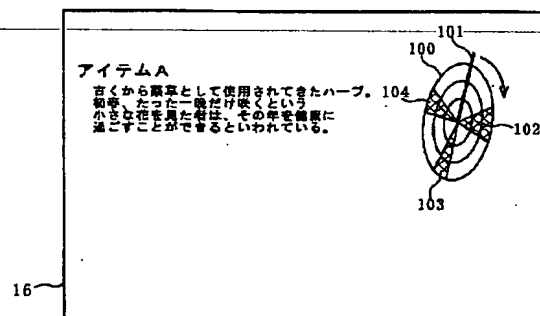 101
100
アイテムA
古くから薬草として使用されてきたハーブ。
初春、たった一晩だけ咲くという
小さな花を見た者は、その年を健康に
過ごすことができるといわれている。
104
102
103
16